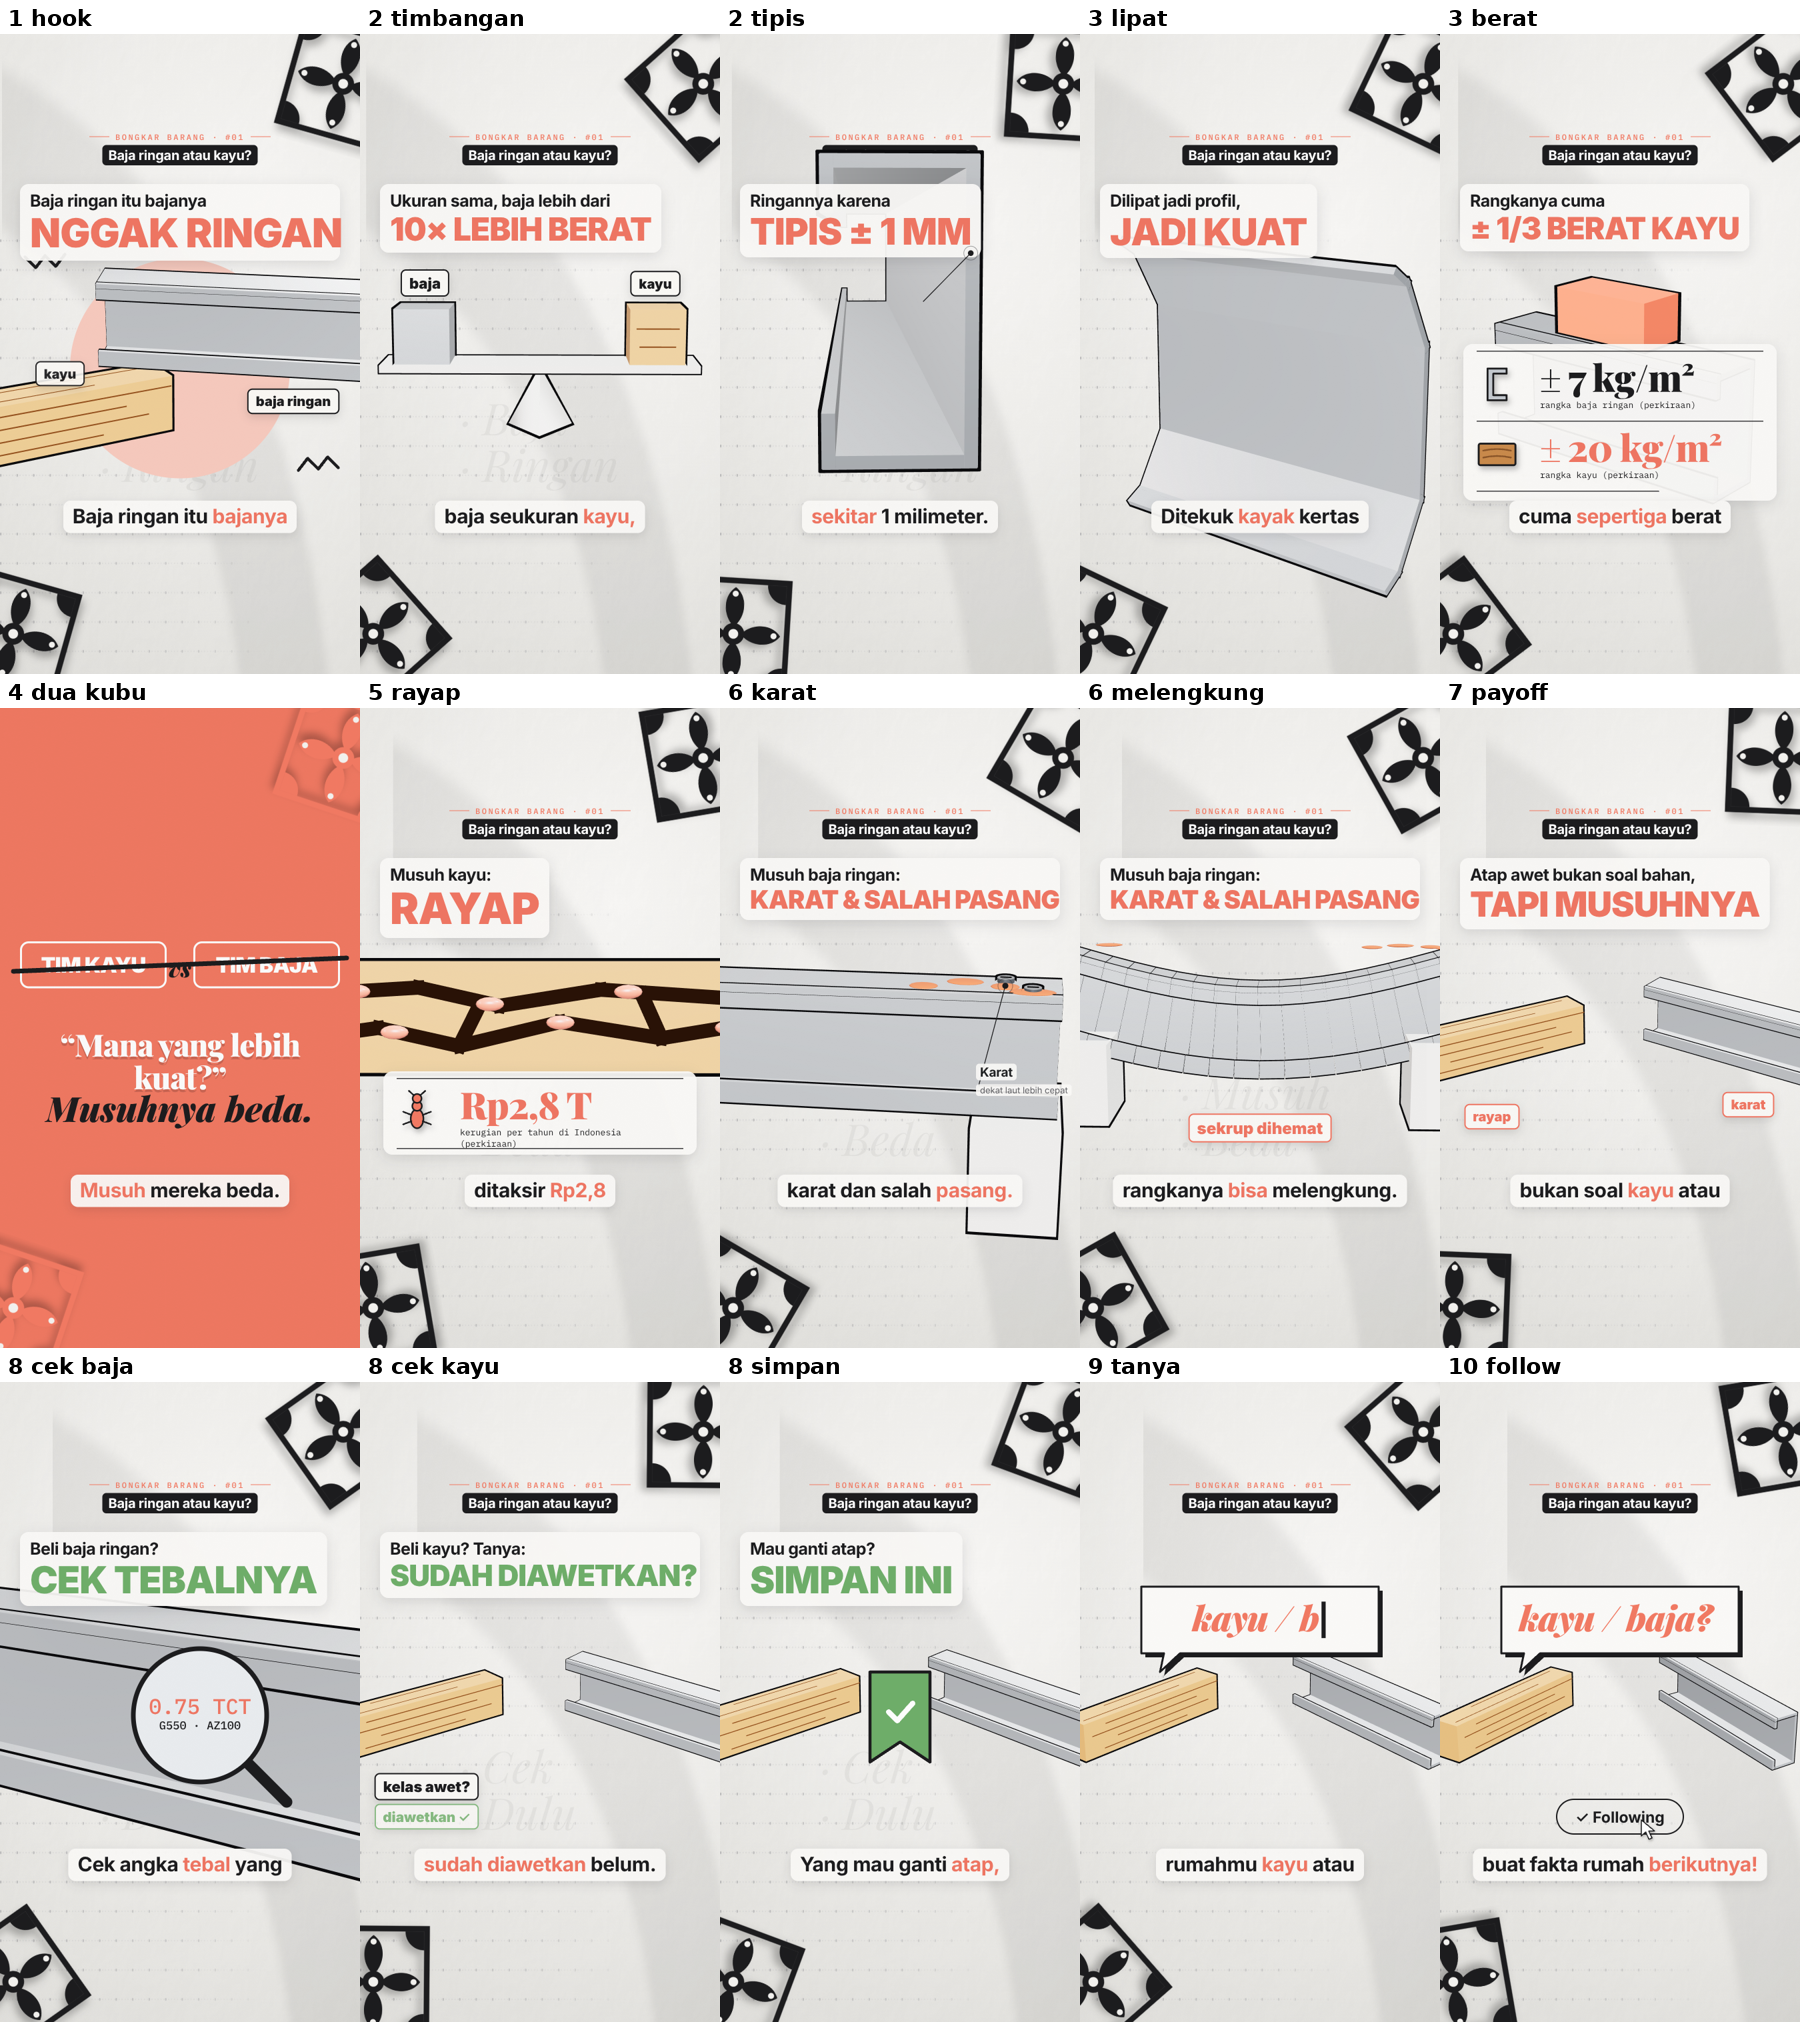 1 hook
BONGKAR BARANG · #01
Baja ringan atau kayu?
Baja ringan itu bajanya
NGGAK RINGAN
kayu
baja ringan
Ringan
Baja ringan itu bajanya
2 timbangan
BONGKAR BARANG · #01
Baja ringan atau kayu?
Ukuran sama, baja lebih dari
10× LEBIH BERAT
baja
kayu
Ringan
baja seukuran kayu,
2 tipis
BONGKAR BARANG · #01
Baja ringan atau kayu?
Ringannya karena
TIPIS ± 1 MM
Ringan
sekitar 1 milimeter.
3 lipat
BONGKAR BARANG · #01
Baja ringan atau kayu?
Dilipat jadi profil,
JADI KUAT
Ditekuk kayak kertas
3 berat
BONGKAR BARANG · #01
Baja ringan atau kayu?
Rangkanya cuma
± 1/3 BERAT KAYU
± 7 kg/m²
rangka baja ringan (perkiraan)
± 20 kg/m²
rangka kayu (perkiraan)
cuma sepertiga berat
4 dua kubu
TIM KAYU vs TIM BAJA
“Mana yang lebih
kuat?”
Musuhnya beda.
Musuh mereka beda.
5 rayap
BONGKAR BARANG · #01
Baja ringan atau kayu?
Musuh kayu:
RAYAP
Rp2,8 T
kerugian per tahun di Indonesia
(perkiraan)
ditaksir Rp2,8
6 karat
BONGKAR BARANG · #01
Baja ringan atau kayu?
Musuh baja ringan:
KARAT & SALAH PASANG
Karat
dekat laut lebih cepat
Beda
karat dan salah pasang.
6 melengkung
BONGKAR BARANG · #01
Baja ringan atau kayu?
Musuh baja ringan:
KARAT & SALAH PASANG
Musuh
sekrup dihemat
Beda
rangkanya bisa melengkung.
7 payoff
BONGKAR BARANG · #01
Baja ringan atau kayu?
Atap awet bukan soal bahan,
TAPI MUSUHNYA
rayap
karat
bukan soal kayu atau
8 cek baja
BONGKAR BARANG · #01
Baja ringan atau kayu?
Beli baja ringan?
CEK TEBALNYA
0.75 TCT
G550 · AZ100
Cek angka tebal yang
8 cek kayu
BONGKAR BARANG · #01
Baja ringan atau kayu?
Beli kayu? Tanya:
SUDAH DIAWETKAN?
Cek
kelas awet?
Dulu
diawetkan ✓
sudah diawetkan belum.
8 simpan
BONGKAR BARANG · #01
Baja ringan atau kayu?
Mau ganti atap?
SIMPAN INI
Cek
Dulu
Yang mau ganti atap,
9 tanya
BONGKAR BARANG · #01
Baja ringan atau kayu?
kayu / b
rumahmu kayu atau
10 follow
BONGKAR BARANG · #01
Baja ringan atau kayu?
kayu / baja?
✓ Following
buat fakta rumah berikutnya!